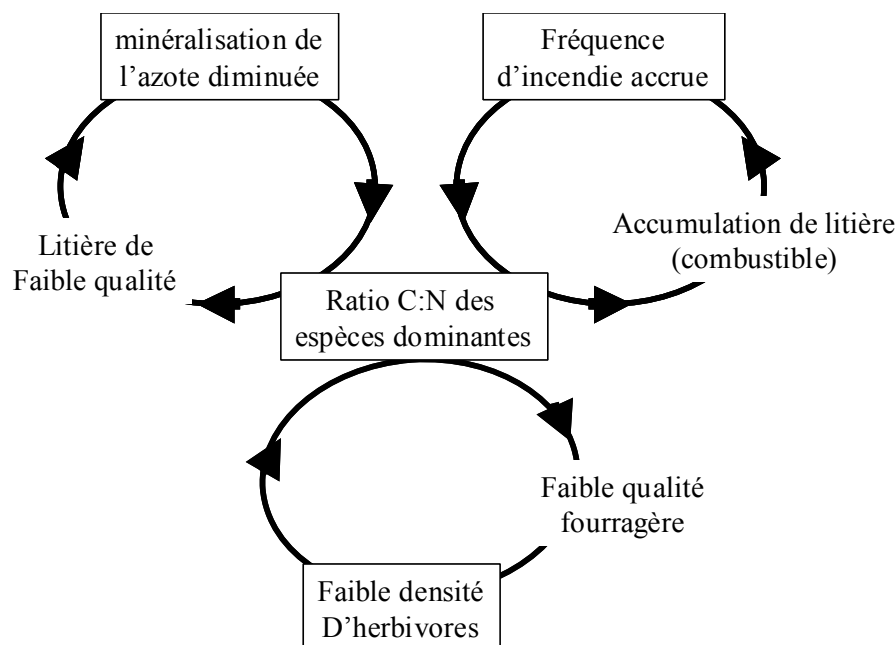 minéralisation de
l'azote diminuée
Fréquence
d'incendie accrue
Litière de
Faible qualité
Accumulation de litière
(combustible)
Ratio C:N des
espèces dominantes
Faible qualité
fourragère
Faible densité
D'herbivores